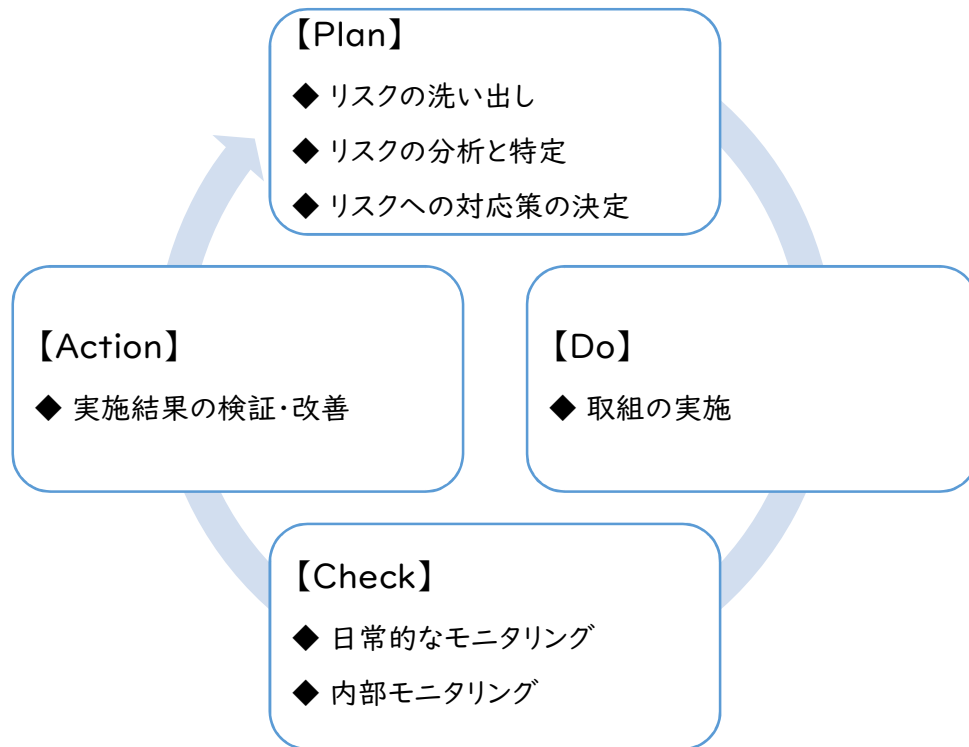 【Plan】
◆ リスクの洗い出し
◆ リスクの分析と特定
◆ リスクへの対応策の決定
【Do】
◆ 取組の実施
【Check】
◆ 日常的なモニタリング
◆ 内部モニタリング
【Action】
◆ 実施結果の検証・改善